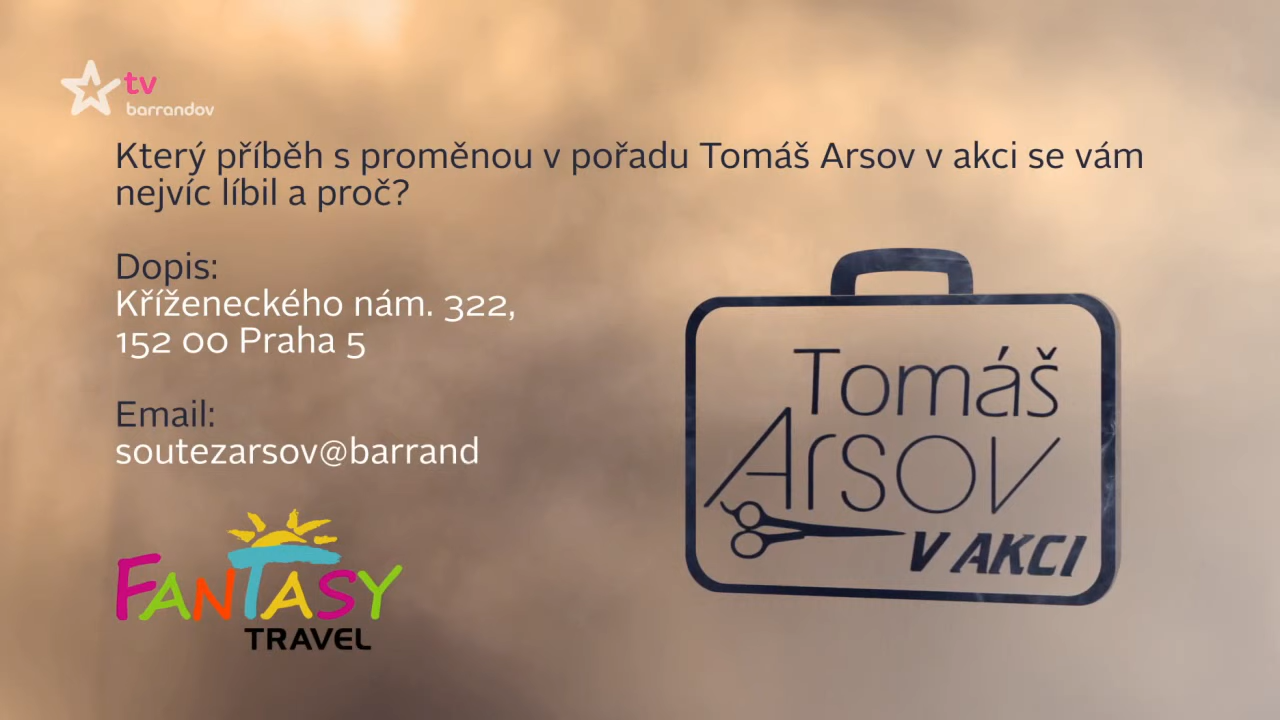 tv
barrandov
Který příběh s proměnou v pořadu Tomáš Arsov v akci se vám
nejvíc líbil a proč?
Dopis:
Kříženeckého nám. 322,
152 00 Praha 5
Email:
soutezarsov@barrand
Tomáš
Arsov
V AKCI
FANTASY
TRAVEL